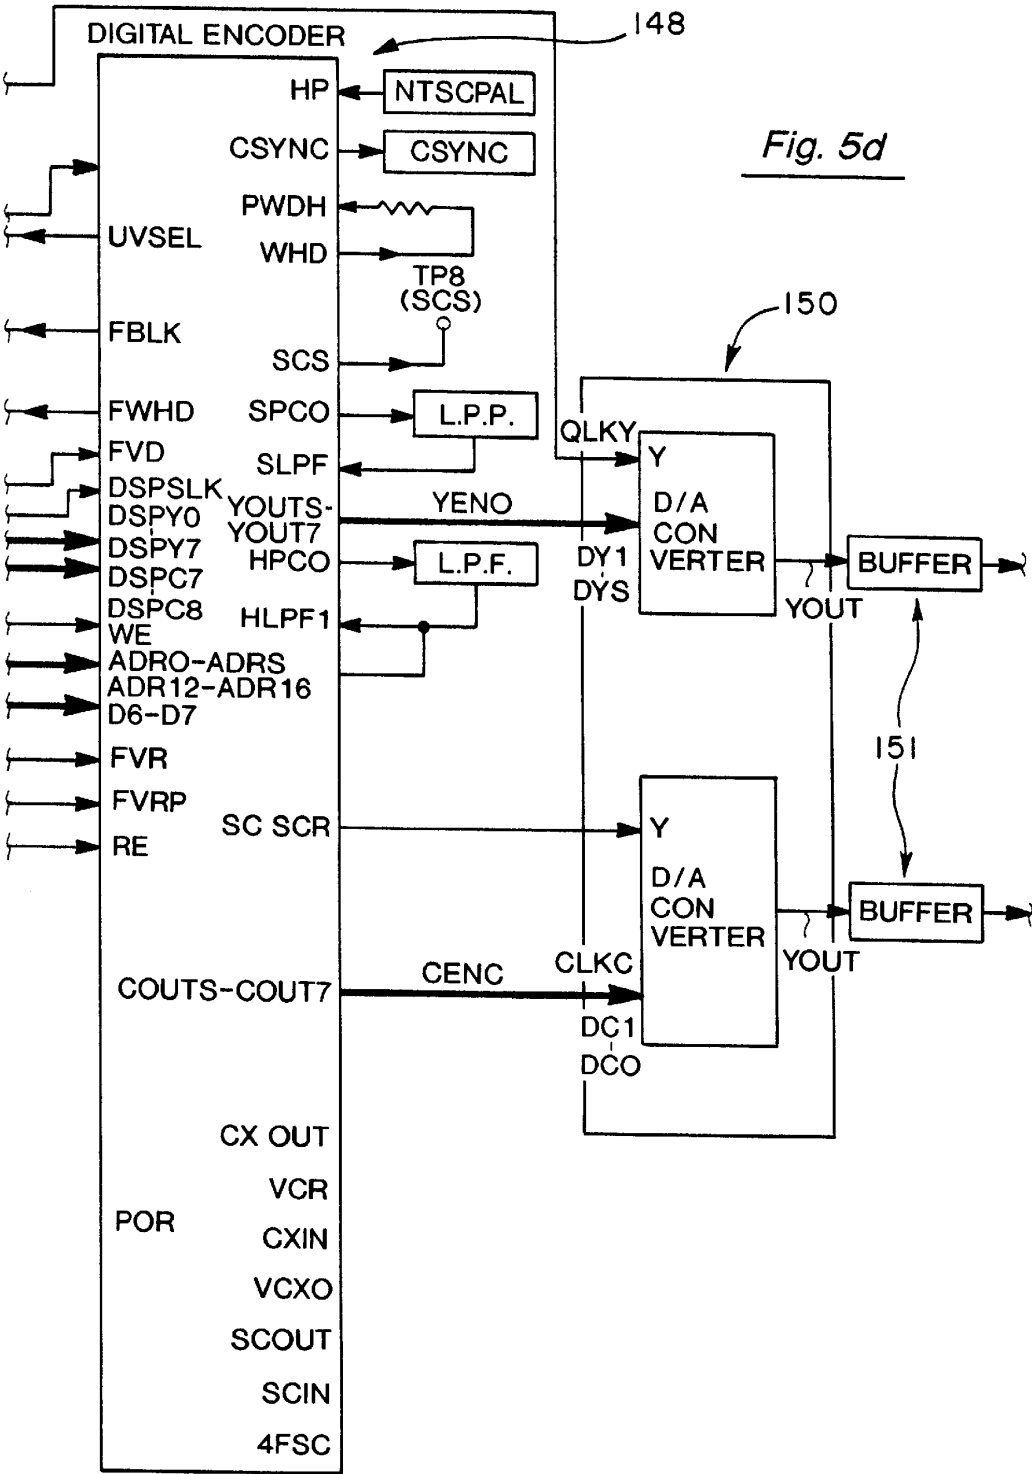 DIGITAL ENCODER
148
HP
NTSCPAL
CSYNC
CSYNC
Fig. 5d
PWDH
UVSEL
WHD
TP8
(SCS)
150
FBLK
SCS
FWHD
SPCO
L.P.P.
QLKY
FVD
SLPF
Y
DSPSLK
YOUTS-
YENO
D/A
DSPY0
YOUT7
CON
DSPY7
HPCO
L.P.F.
DY1
VERTER
BUFFER
DSPC7
DYS
YOUT
DSPC8
HLPF1
WE
ADRO-ADRS
ADR12-ADR16
D6-D7
FVR
151
FVRP
SC SCR
Y
RE
D/A
CON
BUFFER
VERTER
YOUT
COUTS-COUT7
CENC
CLKC
DC1
DCO
CX OUT
VCR
POR
CXIN
VCXO
SCOUT
SCIN
4FSC